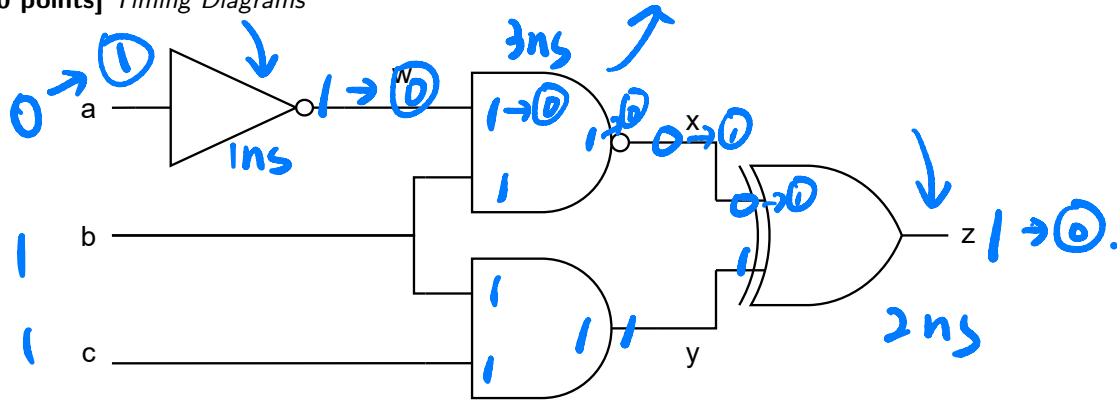 0 points] Timing Diagrams
0 → 1 a
1ns
1 → 0
w
3ns
1 → 0
1
1 → 0
x
0 → 1
0 → 1
1
1 b
1
1
1 1
y
1 c
z 1 → 0.
2ns